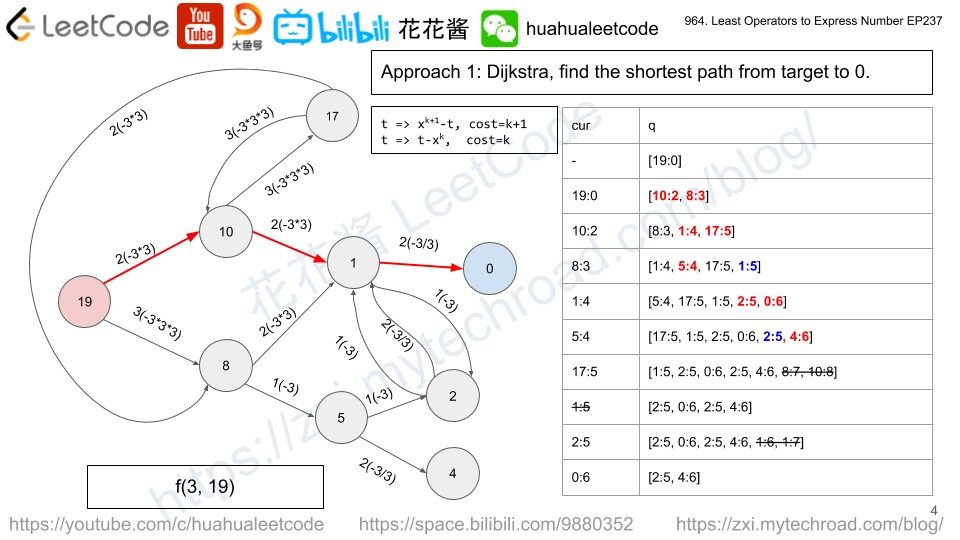 LeetCode
You
Tube
大鱼号
bilibili
花花酱
huahualeetcode
964. Least Operators to Express Number EP237
Approach 1: Dijkstra, find the shortest path from target to 0.
t => xᵏ⁺¹-t, cost=k+1
t => t-xᵏ, cost=k
cur q
- [19:0]
19:0 [10:2, 8:3]
10:2 [8:3, 1:4, 17:5]
8:3 [1:4, 5:4, 17:5, 1:5]
1:4 [5:4, 17:5, 1:5, 2:5, 0:6]
5:4 [17:5, 1:5, 2:5, 0:6, 2:5, 4:6]
17:5 [1:5, 2:5, 0:6, 2:5, 4:6, 8:7, 10:8]
1:5 [2:5, 0:6, 2:5, 4:6]
2:5 [2:5, 0:6, 2:5, 4:6, 1:6, 1:7]
0:6 [2:5, 4:6]
2(-3*3)
17
3(-3*3*3)
3(-3*3*3)
10
2(-3*3)
2(-3*3)
1
2(-3/3)
0
19
3(-3*3*3)
2(-3*3)
1(-3)
2(-3/3)
1(-3)
8
1(-3)
5
1(-3)
2
2(-3/3)
4
f(3, 19)
花花酱 LeetCode
https://zxi.mytechroad.com/blog/
4
https://youtube.com/c/huahualeetcode
https://space.bilibili.com/9880352
https://zxi.mytechroad.com/blog/